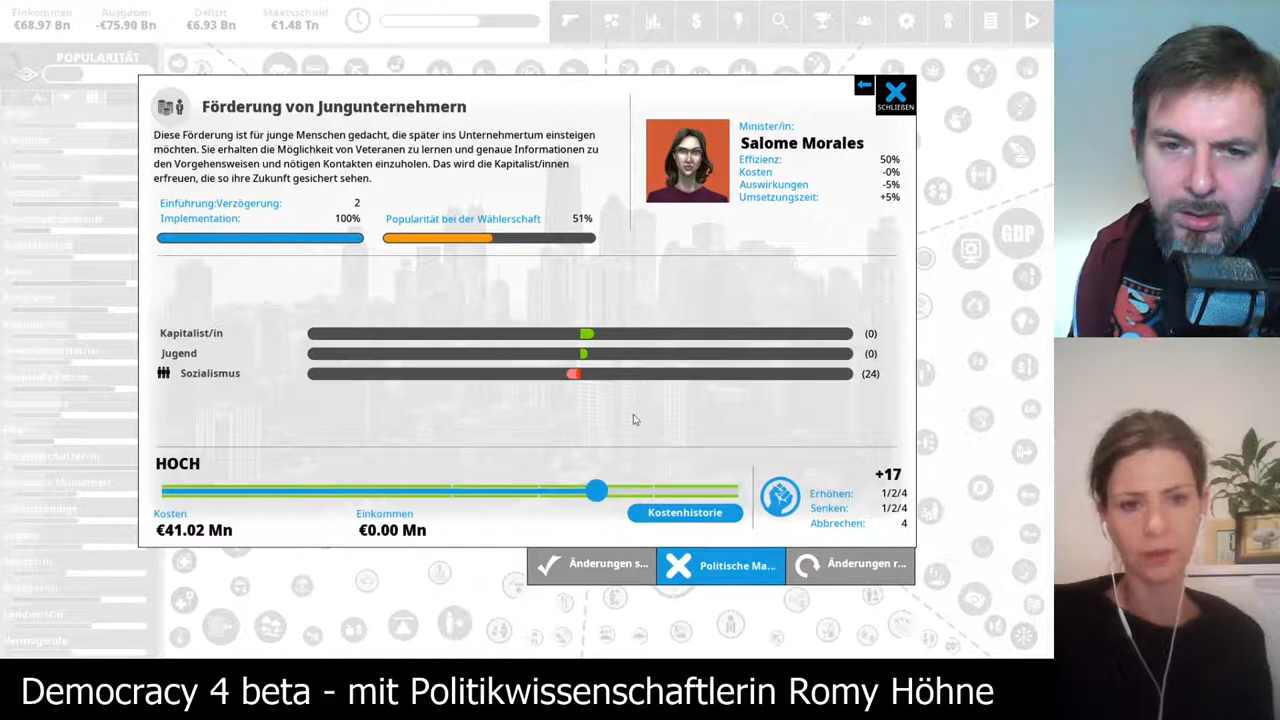 Einkommen Ausgaben Defizit Staatsschuld
€68.97 Bn -€75.90 Bn €6.93 Bn €1.48 Tn
POPULARITÄT
SCHLIEßEN
Förderung von Jungunternehmern
Diese Förderung ist für junge Menschen gedacht, die später ins Unternehmertum einsteigen
möchten. Sie erhalten die Möglichkeit von Veteranen zu lernen und genaue Informationen zu
den Vorgehensweisen und nötigen Kontakten einzuholen. Das wird die Kapitalist/innen
erfreuen, die so ihre Zukunft gesichert sehen.
Minister/in:
Salome Morales
Effizienz: 50%
Kosten -0%
Auswirkungen -5%
Umsetzungszeit: +5%
Einführung:Verzögerung: 2
Implementation: 100%
Popularität bei der Wählerschaft 51%
GDP
Kapitalist/in (0)
Jugend (0)
Sozialismus (24)
HOCH
Kosten
€41.02 Mn
Einkommen
€0.00 Mn
Kostenhistorie
+17
Erhöhen: 1/2/4
Senken: 1/2/4
Abbrechen: 4
Änderungen s...
Politische Ma...
Änderungen r...
Democracy 4 beta - mit Politikwissenschaftlerin Romy Höhne